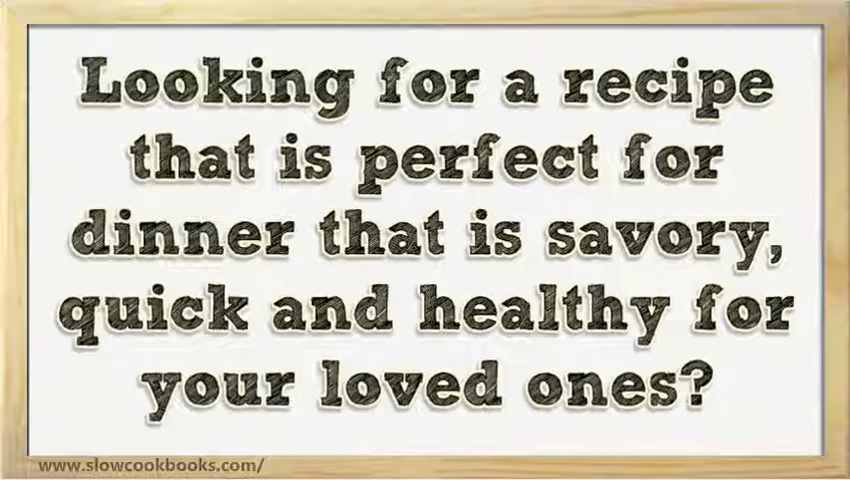 Looking for a recipe
that is perfect for
dinner that is savory,
quick and healthy for
your loved ones?
www.slowcookbooks.com/